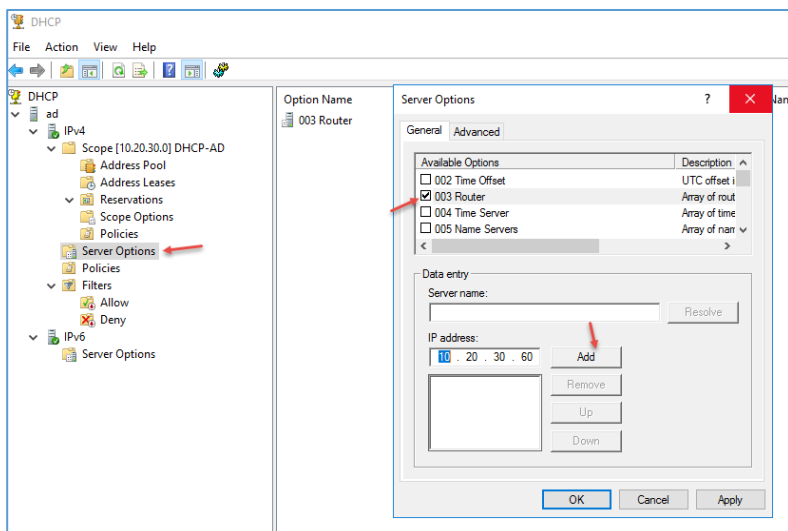 DHCP
File Action View Help
DHCP
ad
IPv4
Scope [10.20.30.0] DHCP-AD
Address Pool
Address Leases
Reservations
Scope Options
Policies
Server Options
Policies
Filters
Allow
Deny
IPv6
Server Options
Option Name
003 Router
Server Options ? X
General Advanced
Available Options Description
002 Time Offset UTC offset i
003 Router Array of rout
004 Time Server Array of time
005 Name Servers Array of nam
Data entry
Server name:
Resolve
IP address:
10 . 20 . 30 . 60 Add
Remove
Up
Down
OK Cancel Apply